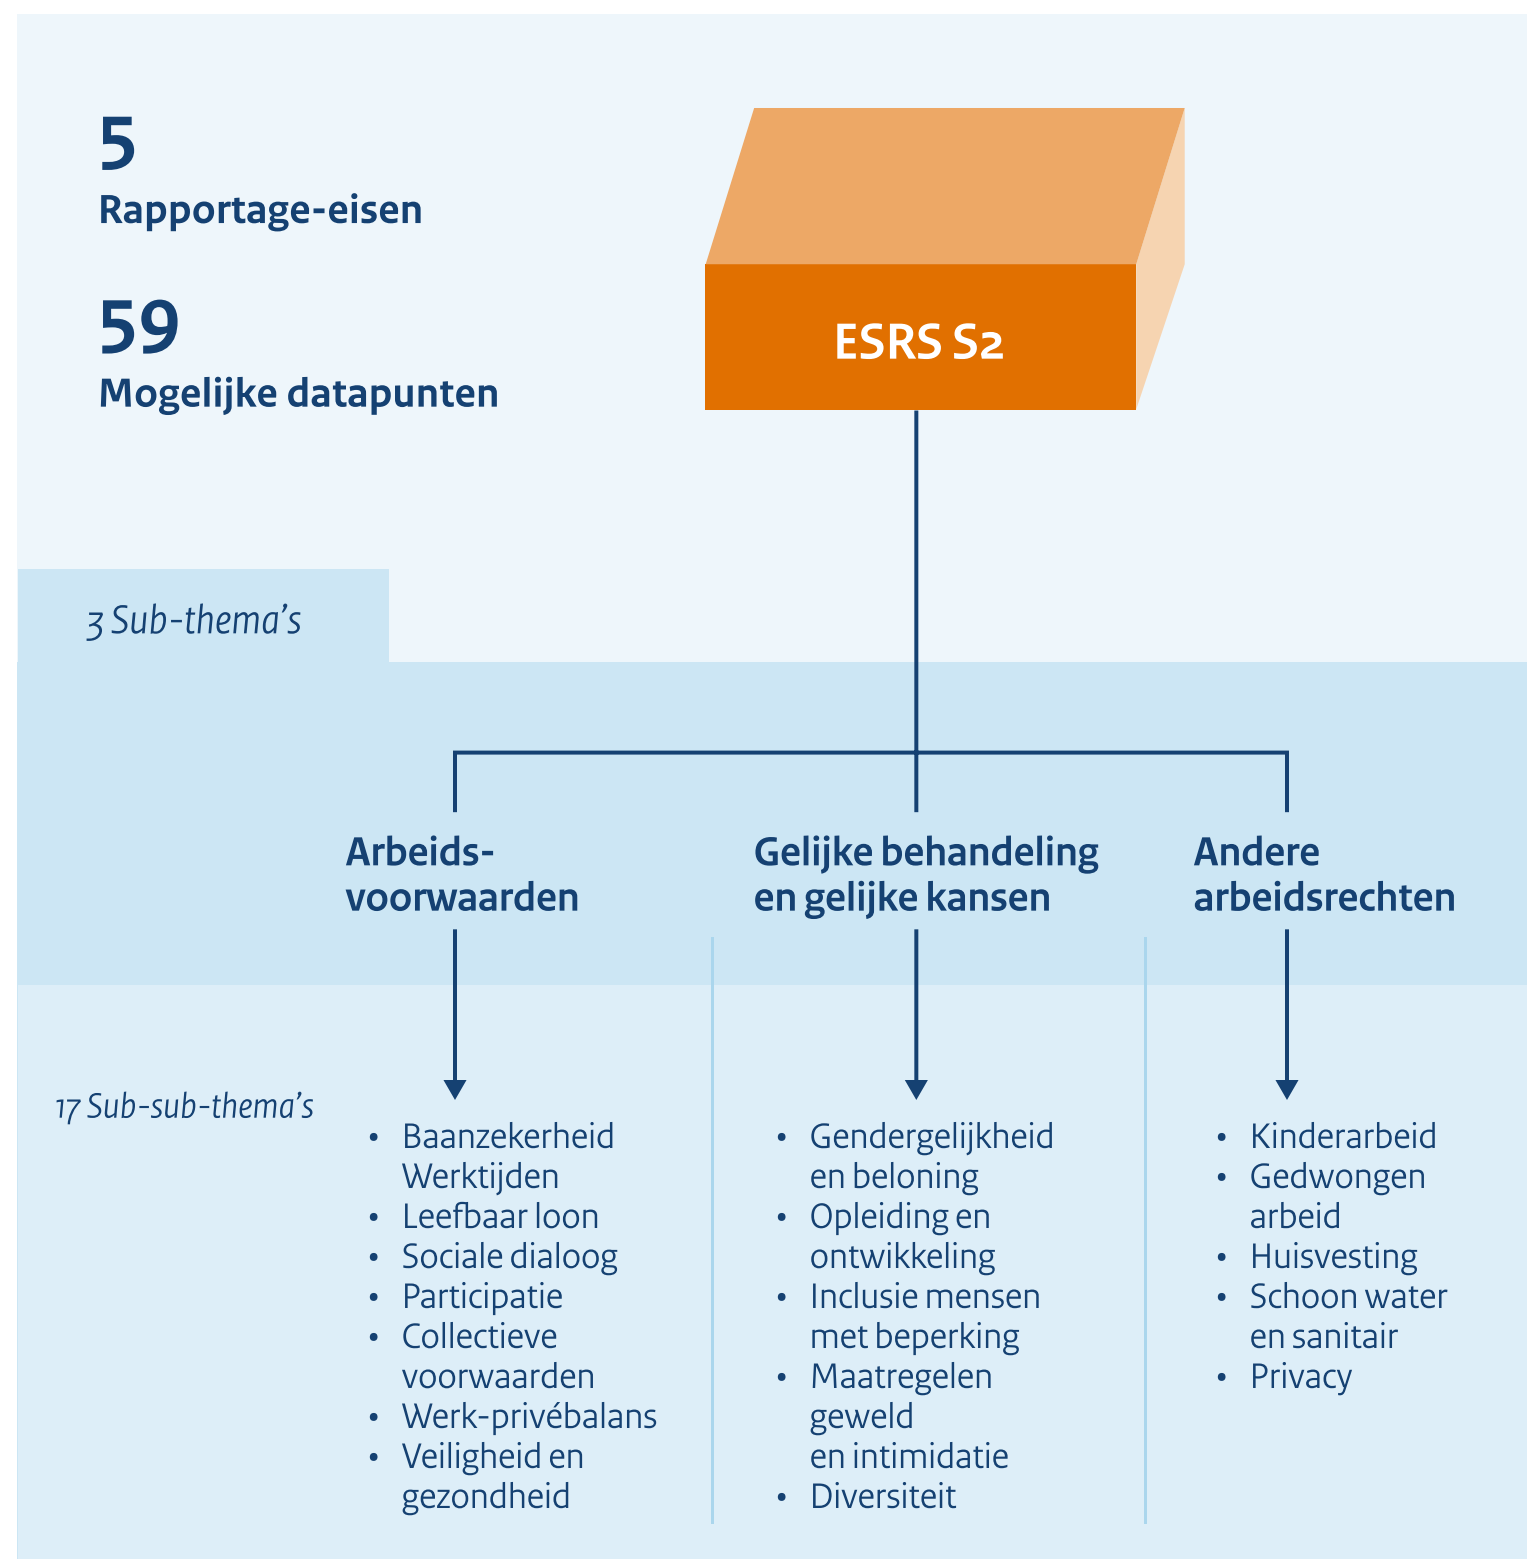 5
Rapportage-eisen
59
Mogelijke datapunten
ESRS S2
3 Sub-thema’s
Arbeids-
voorwaarden
Gelijke behandeling
en gelijke kansen
Andere
arbeidsrechten
17 Sub-sub-thema’s
• Baanzekerheid
Werktijden
• Leefbaar loon
• Sociale dialoog
• Participatie
• Collectieve
voorwaarden
• Werk-privébalans
• Veiligheid en
gezondheid
• Gendergelijkheid
en beloning
• Opleiding en
ontwikkeling
• Inclusie mensen
met beperking
• Maatregelen
geweld
en intimidatie
• Diversiteit
• Kinderarbeid
• Gedwongen
arbeid
• Huisvesting
• Schoon water
en sanitair
• Privacy